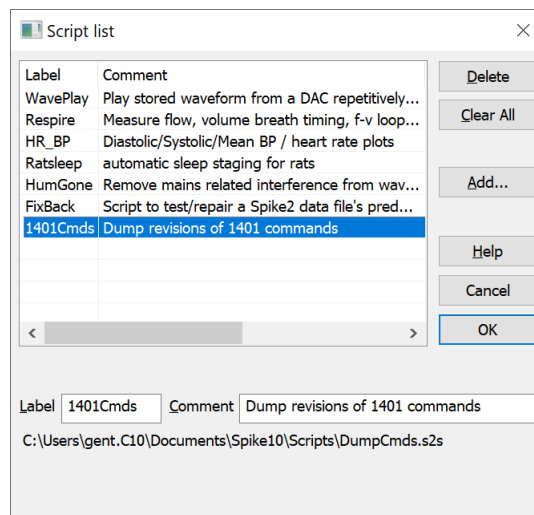 Script list
Label Comment
WavePlay Play stored waveform from a DAC repetitively...
Respire Measure flow, volume breath timing, f-v loop...
HR_BP Diastolic/Systolic/Mean BP / heart rate plots
Ratsleep automatic sleep staging for rats
HumGone Remove mains related interference from wav...
FixBack Script to test/repair a Spike2 data file's pred...
1401Cmds Dump revisions of 1401 commands
Delete
Clear All
Add...
Help
Cancel
OK
Label 1401Cmds Comment Dump revisions of 1401 commands
C:\Users\gent.C10\Documents\Spike10\Scripts\DumpCmds.s2s